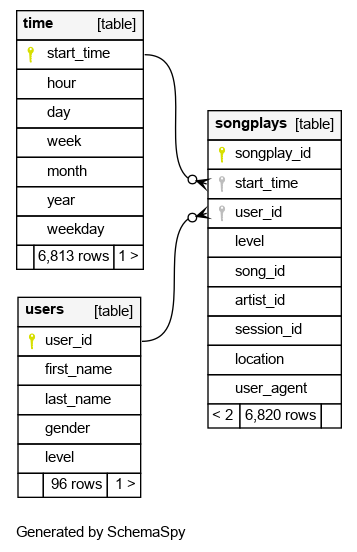 time [table]
start_time
hour
day
week
month
year
weekday
6,813 rows 1 >
songplays [table]
songplay_id
start_time
user_id
level
song_id
artist_id
session_id
location
user_agent
< 2 6,820 rows
users [table]
user_id
first_name
last_name
gender
level
96 rows 1 >
Generated by SchemaSpy